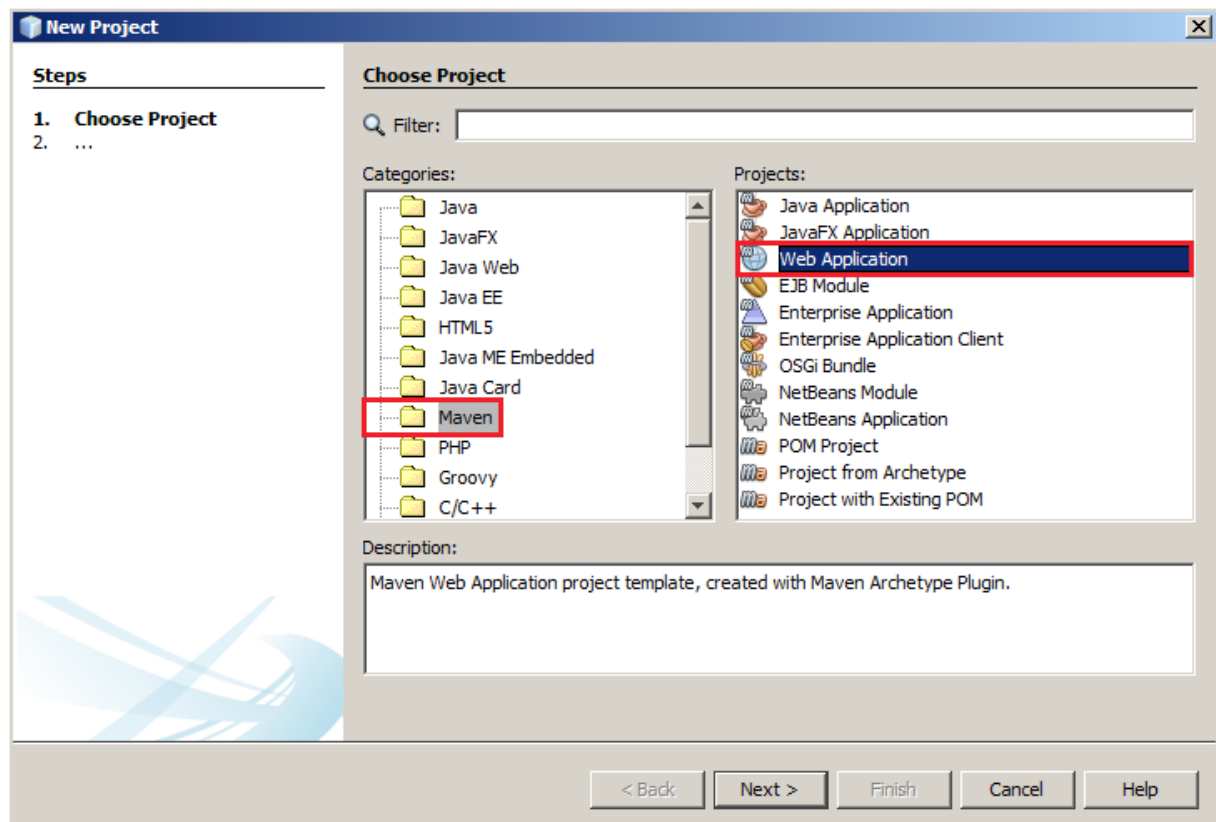 New Project
Steps
1. Choose Project
2. ...
Choose Project
Filter:
Categories:
Java
JavaFX
Java Web
Java EE
HTML5
Java ME Embedded
Java Card
Maven
PHP
Groovy
C/C++
Projects:
Java Application
JavaFX Application
Web Application
EJB Module
Enterprise Application
Enterprise Application Client
OSGi Bundle
NetBeans Module
NetBeans Application
POM Project
Project from Archetype
Project with Existing POM
Description:
Maven Web Application project template, created with Maven Archetype Plugin.
< Back Next > Finish Cancel Help